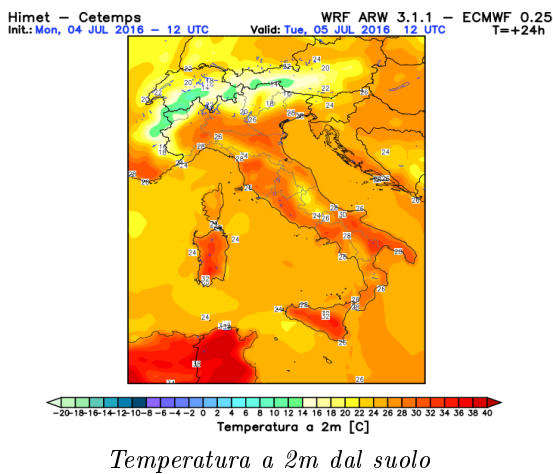 Himet – Cetemps WRF ARW 3.1.1 – ECMWF 0.25
Init.: Mon, 04 JUL 2016 – 12 UTC Valid: Tue, 05 JUL 2016 12 UTC T=+24h
-20-18-16-14-12-10-8 -6 -4 -2 0 2 4 6 8 10 12 14 16 18 20 22 24 26 28 30 32 34 36 38 40
Temperatura a 2m [C]
Temperatura a 2m dal suolo